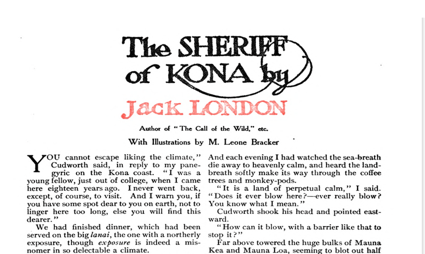 The SHERIFF
of KONA by
Jack LONDON
Author of "The Call of the Wild," etc.
With Illustrations by M. Leone Bracker
YOU cannot escape liking the climate,"
Cudworth said, in reply to my pane-
gyric on the Kona coast. "I was a
young fellow, just out of college, when I came
here eighteen years ago. I never went back,
except, of course, to visit. And I warn you, if
you have some spot dear to you on earth, not to
linger here too long, else you will find this
dearer."
We had finished dinner, which had been
served on the big lanai, the one with a northerly
exposure, though exposure is indeed a mis-
nomer in so delectable a climate.
And each evening I had watched the sea-breath
die away to heavenly calm, and heard the land-
breath softly make its way through the coffee
trees and monkey-pods.
"It is a land of perpetual calm," I said.
"Does it ever blow here?—ever really blow?
You know what I mean."
Cudworth shook his head and pointed east-
ward.
"How can it blow, with a barrier like that to
stop it?"
Far above towered the huge bulks of Mauna
Kea and Mauna Loa, seeming to blot out half